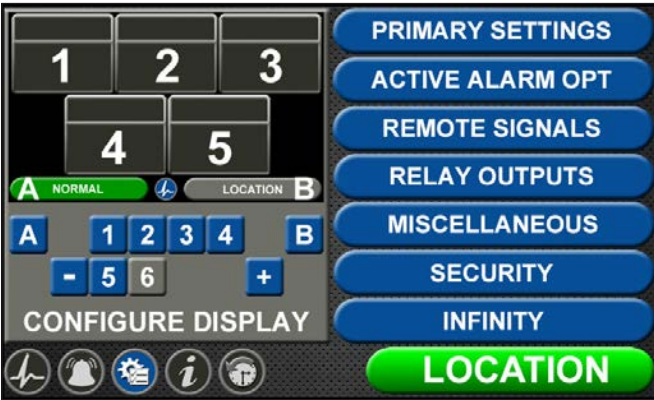 1 2 3
4 5
A NORMAL LOCATION B
A 1 2 3 4 B
- 5 6 +
CONFIGURE DISPLAY
PRIMARY SETTINGS
ACTIVE ALARM OPT
REMOTE SIGNALS
RELAY OUTPUTS
MISCELLANEOUS
SECURITY
INFINITY
i
LOCATION